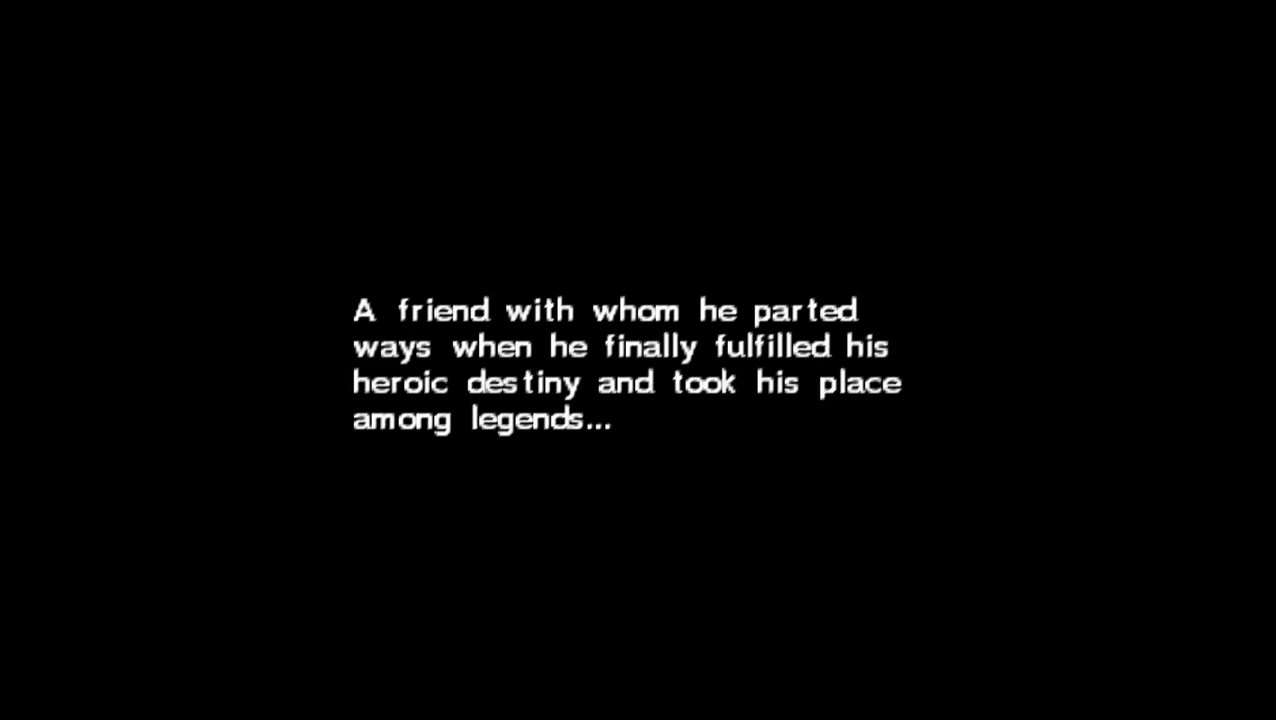 A friend with whom he parted
ways when he finally fulfilled his
heroic destiny and took his place
among legends...